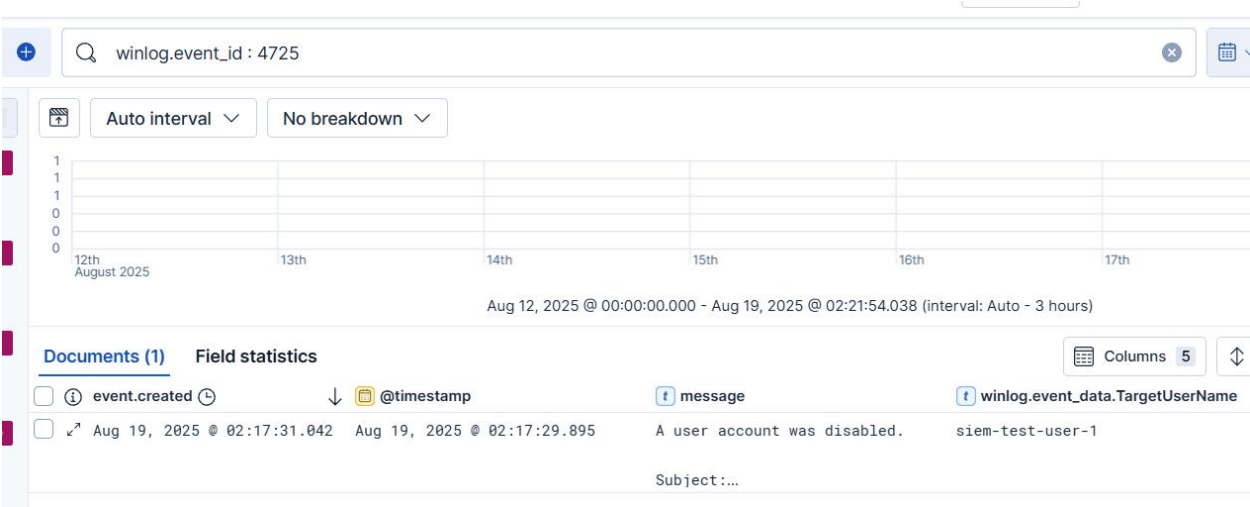 winlog.event_id : 4725
Auto interval No breakdown
1
1
1
0
0
0
12th 13th 14th 15th 16th 17th
August 2025
Aug 12, 2025 @ 00:00:00.000 - Aug 19, 2025 @ 02:21:54.038 (interval: Auto - 3 hours)
Documents (1) Field statistics Columns 5
event.created @timestamp t message t winlog.event_data.TargetUserName
Aug 19, 2025 @ 02:17:31.042 Aug 19, 2025 @ 02:17:29.895 A user account was disabled. siem-test-user-1
Subject:…